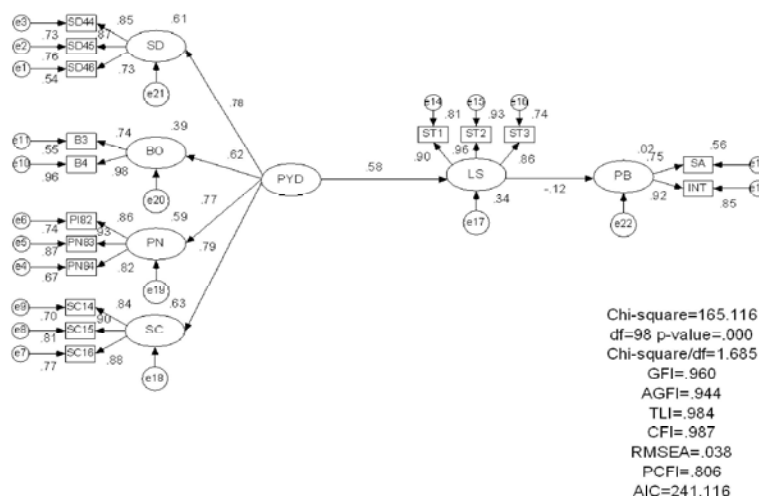 e3 SD44 .85 .61
.73 .87
e2 SD45 SD
.76
e1 SD46 .73
.54
e21
.78
e14 e15 e16
.81 .93 .74
ST1 ST2 ST3
.90 .96 .86
e11 B3 .74 .39
.55 BO
e10 B4 .98
.96
e20
.62
PYD .58 LS -.12 PB
.34
e17
.02
.75 SA .56
.92 INT
.85
e22
.77
e6 PI82 .86 .59
.74 .93
e5 PN83 PN
.87
e4 PN84 .82
.67
e19
.79
e9 SC14 .84 .63
.70 .90
e8 SC15 SC
.81
e7 SC16 .88
.77
e18
Chi-square=165.116
df=98 p-value=.000
Chi-square/df=1.685
GFI=.960
AGFI=.944
TLI=.984
CFI=.987
RMSEA=.038
PCFI=.806
AIC=241.116